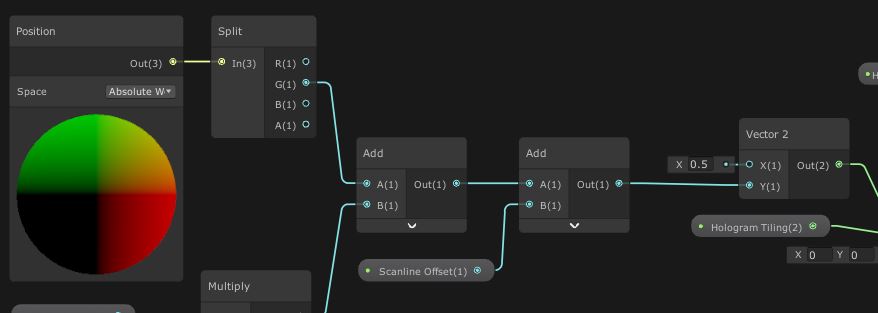 Position
Out(3)
Space
Absolute W
Split
In(3)
R(1)
G(1)
B(1)
A(1)
Add
A(1)
B(1)
Out(1)
Add
A(1)
B(1)
Out(1)
X 0.5
Vector 2
X(1)
Y(1)
Out(2)
H
Hologram Tiling(2)
X 0 Y 0
Scanline Offset(1)
Multiply